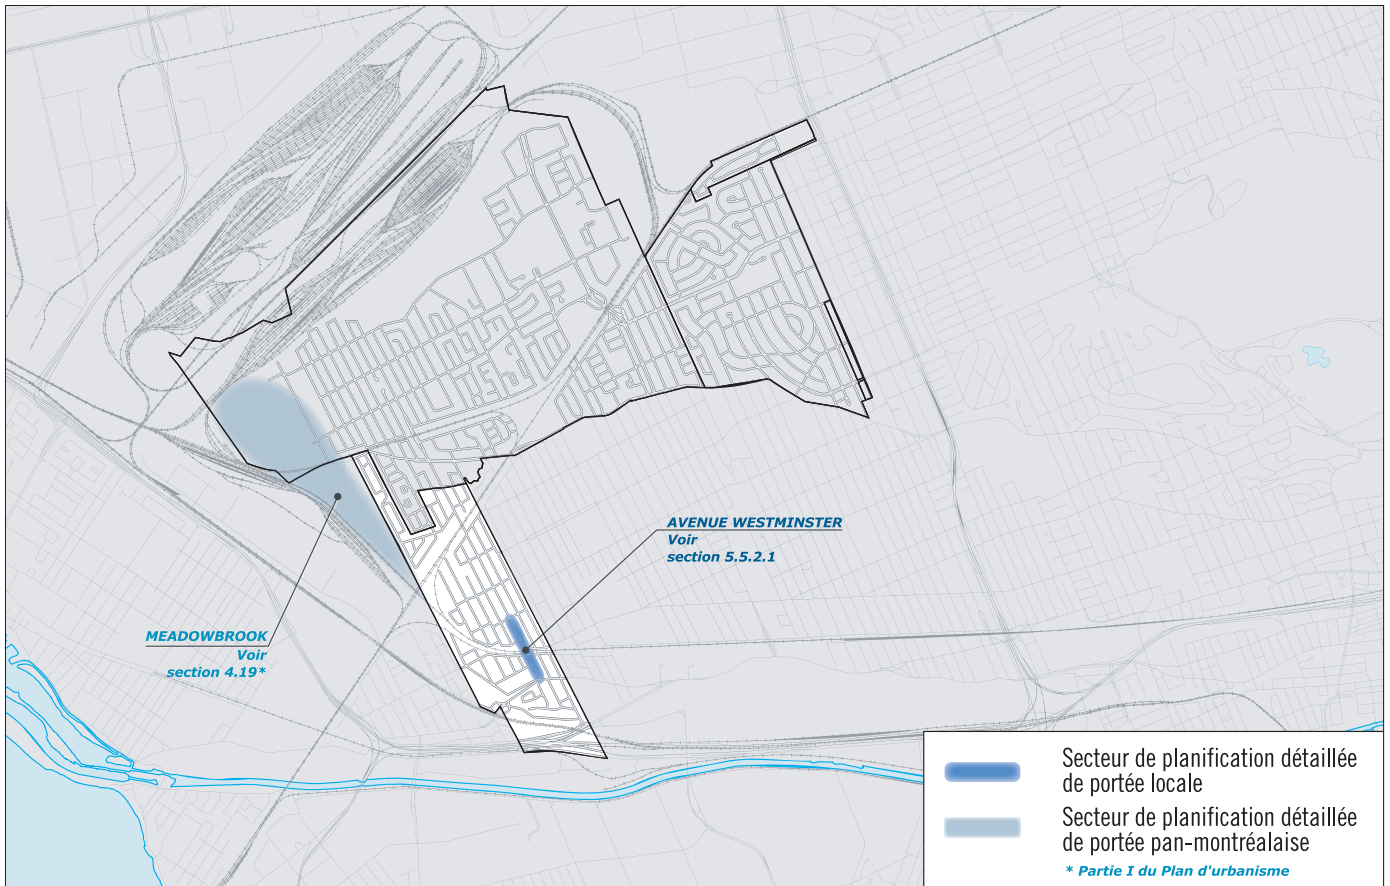 AVENUE WESTMINSTER
Voir
section 5.5.2.1
MEADOWBROOK
Voir
section 4.19*
Secteur de planification détaillée
de portée locale
Secteur de planification détaillée
de portée pan-montréalaise
* Partie I du Plan d'urbanisme